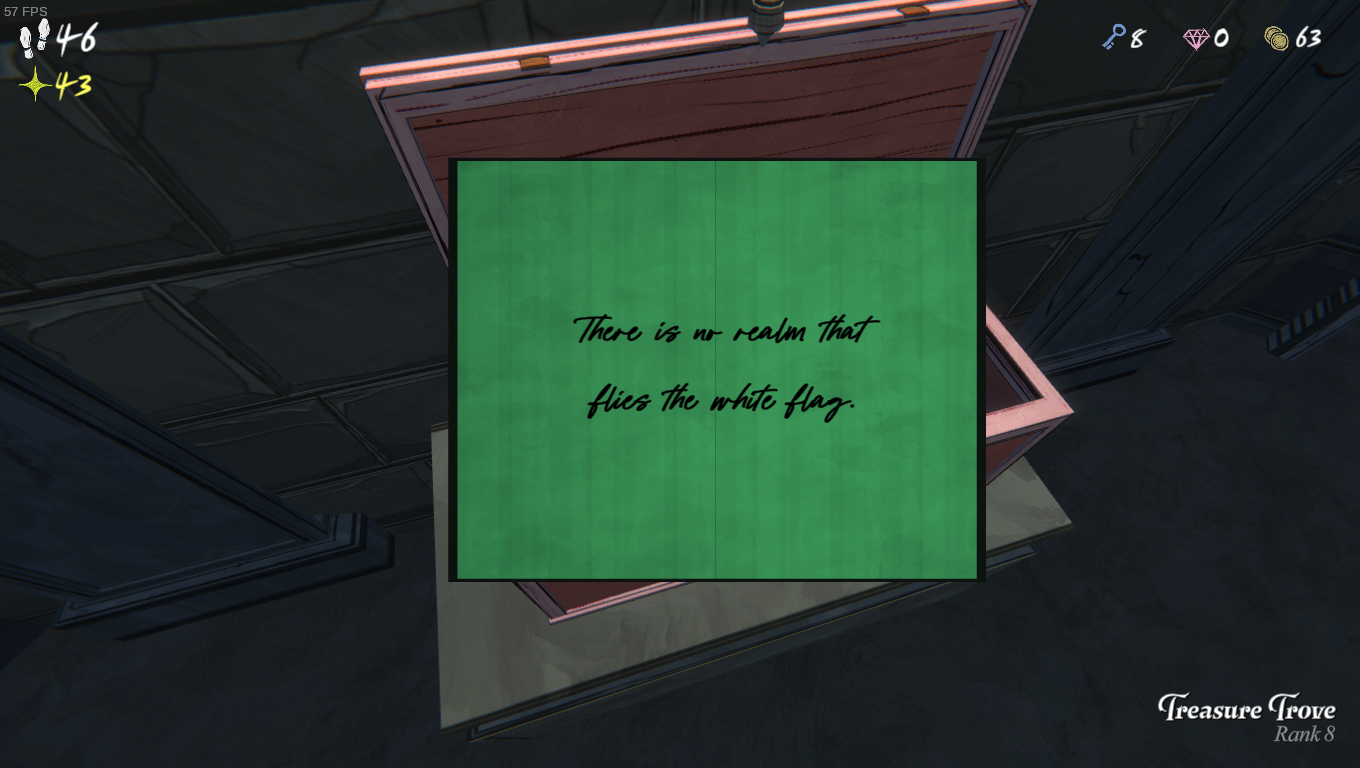 57 FPS
46
43
8
0
63
There is no realm that
flies the white flag.
Treasure Trove
Rank 8